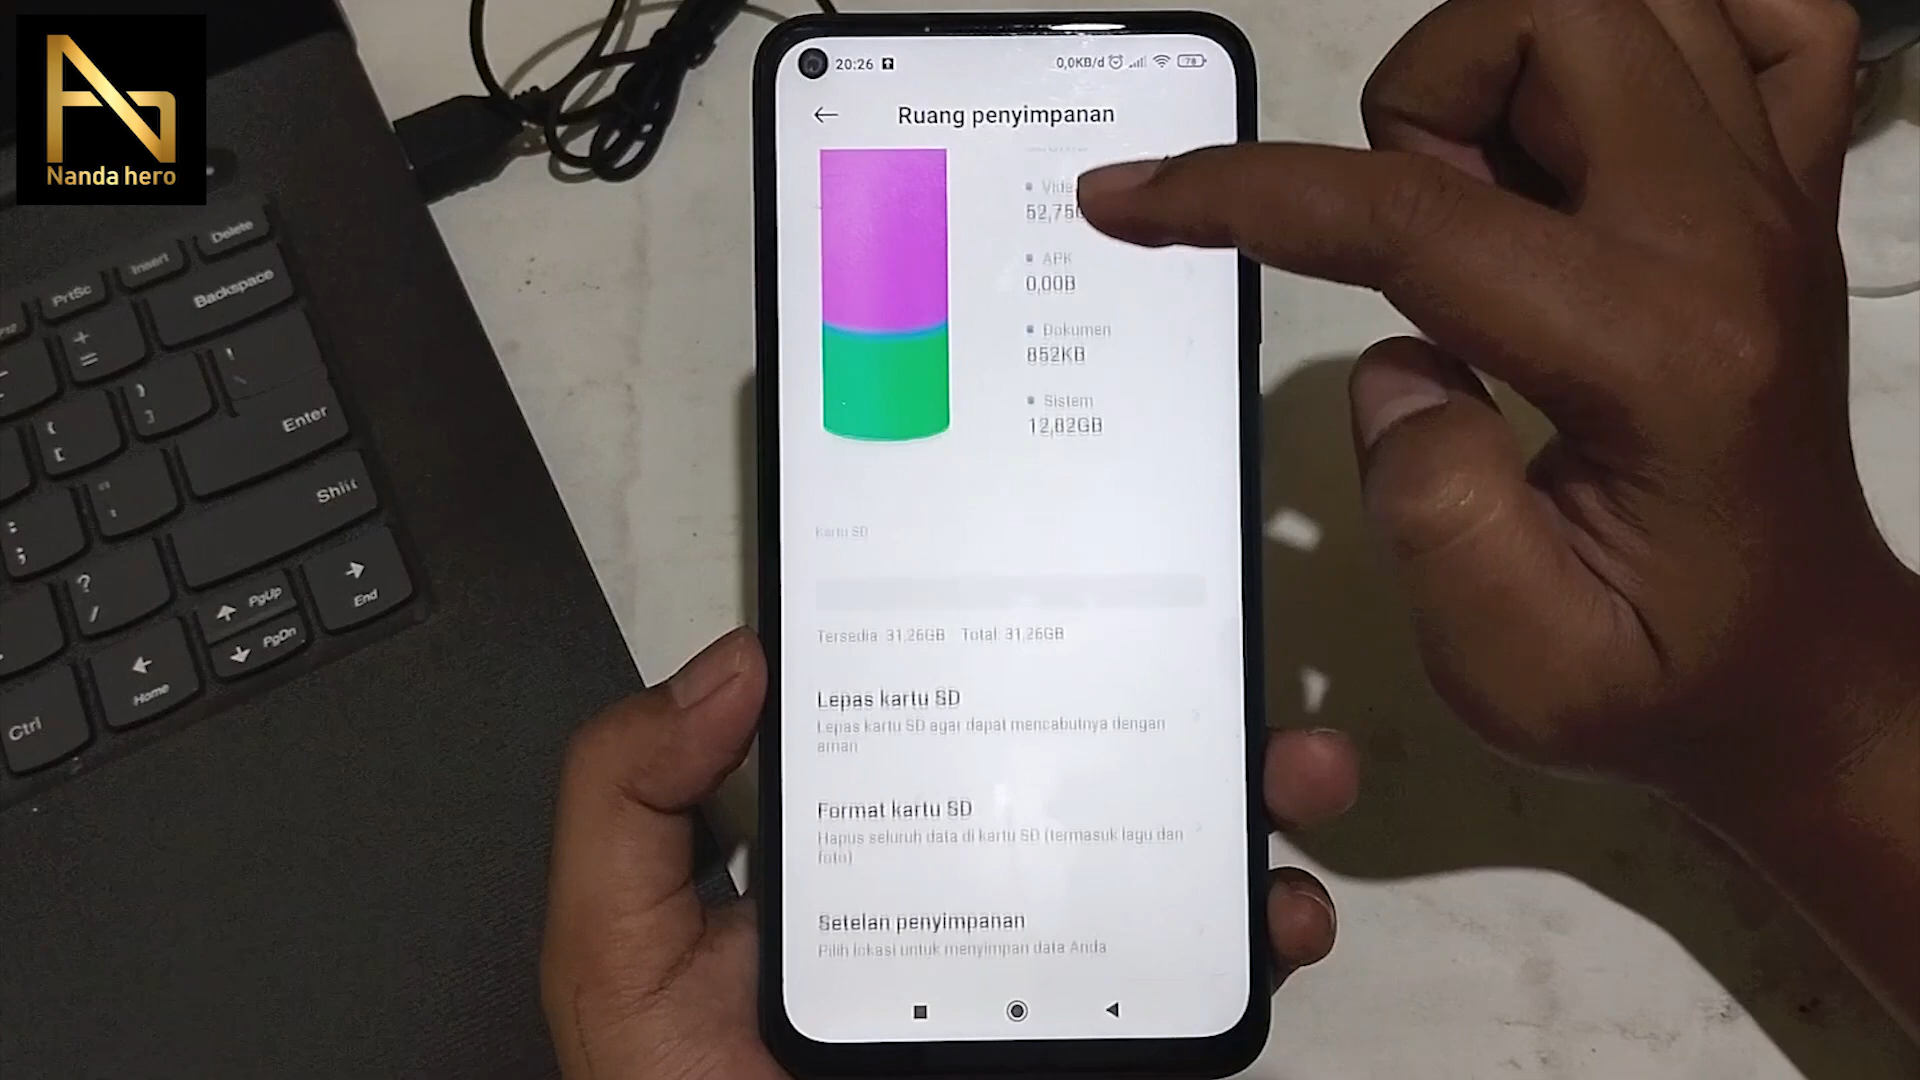 Nanda hero
20:26
0,0KB/d
78
Ruang penyimpanan
52,75
APK
0,00B
Dokumen
852KB
Sistem
12,82GB
Kartu SD
Tersedia: 31,26GB Total: 31,26GB
Lepas kartu SD
Lepas kartu SD agar dapat mencabutnya dengan
aman
Format kartu SD
Hapus seluruh data di kartu SD (termasuk lagu dan
foto)
Setelan penyimpanan
Pilih lokasi untuk menyimpan data Anda
Delete
Insert
PrtSc
Backspace
Enter
Shift
PgUp
End
PgDn
Home
Ctrl